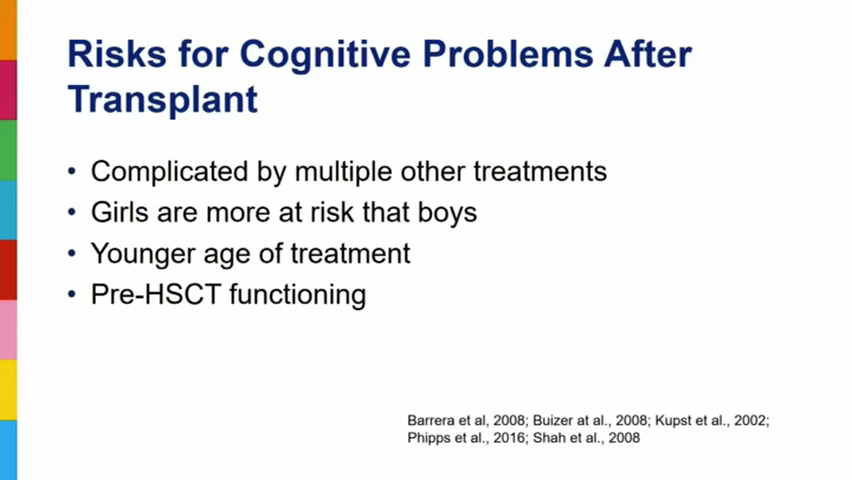 Risks for Cognitive Problems After
Transplant
• Complicated by multiple other treatments
• Girls are more at risk that boys
• Younger age of treatment
• Pre-HSCT functioning
Barrera et al, 2008; Buizer at al., 2008; Kupst et al., 2002;
Phipps et al., 2016; Shah et al., 2008